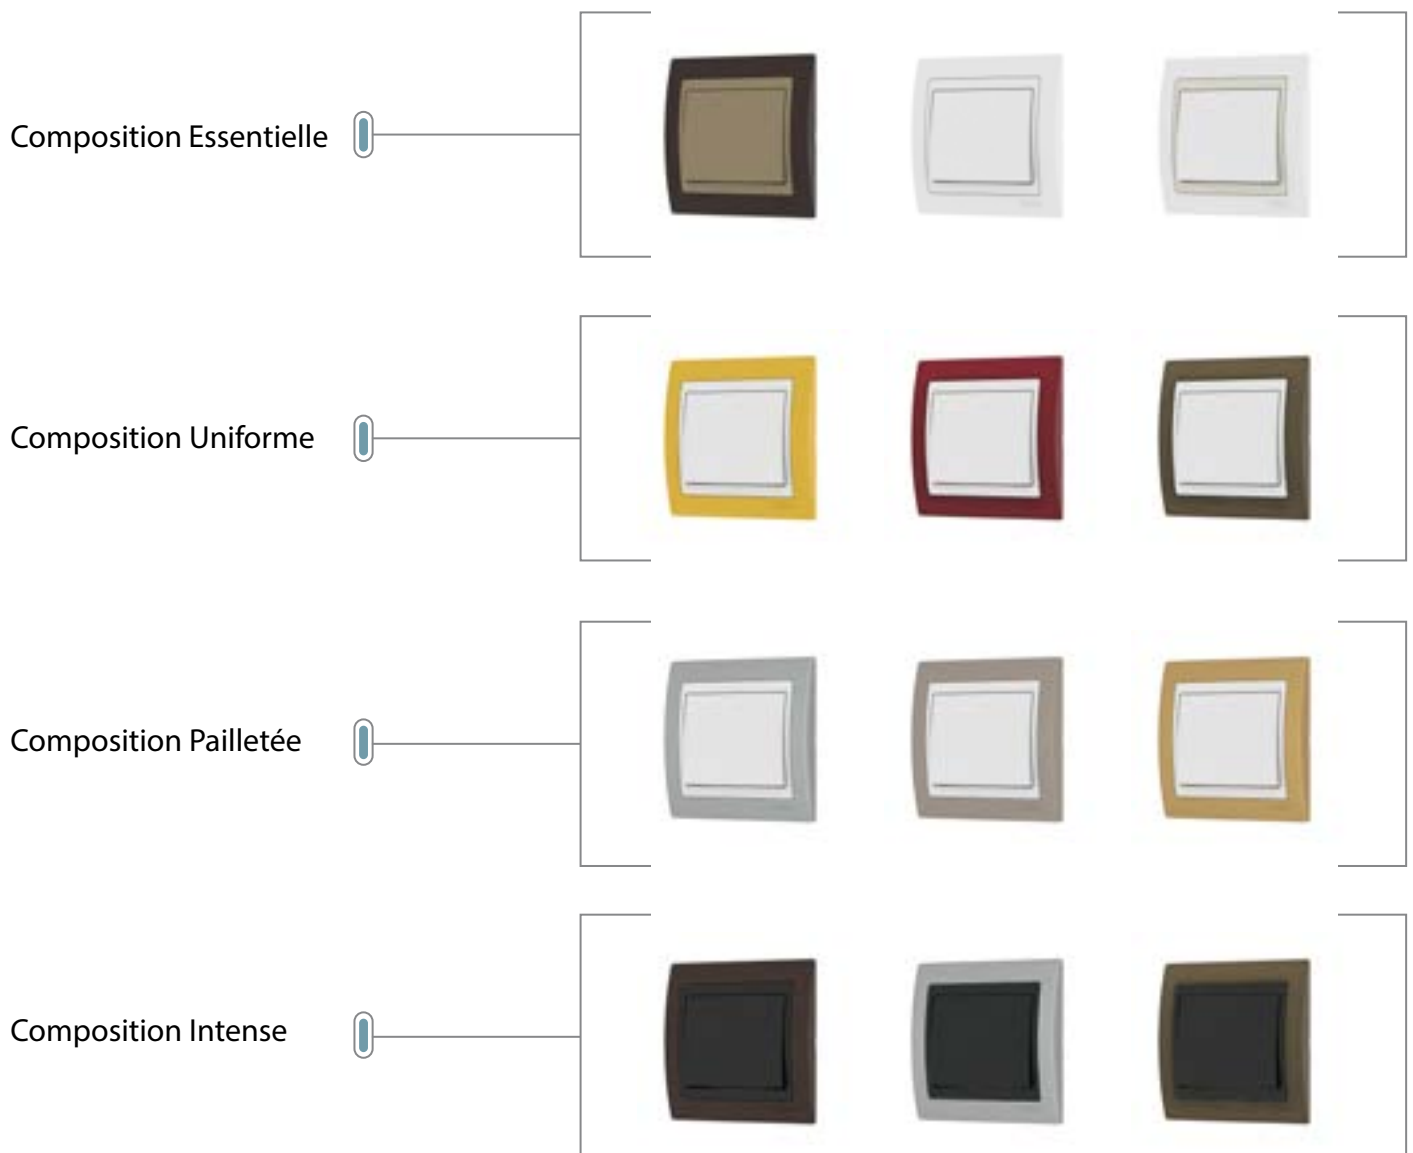 Composition Essentielle
Composition Uniforme
Composition Pailletée
Composition Intense